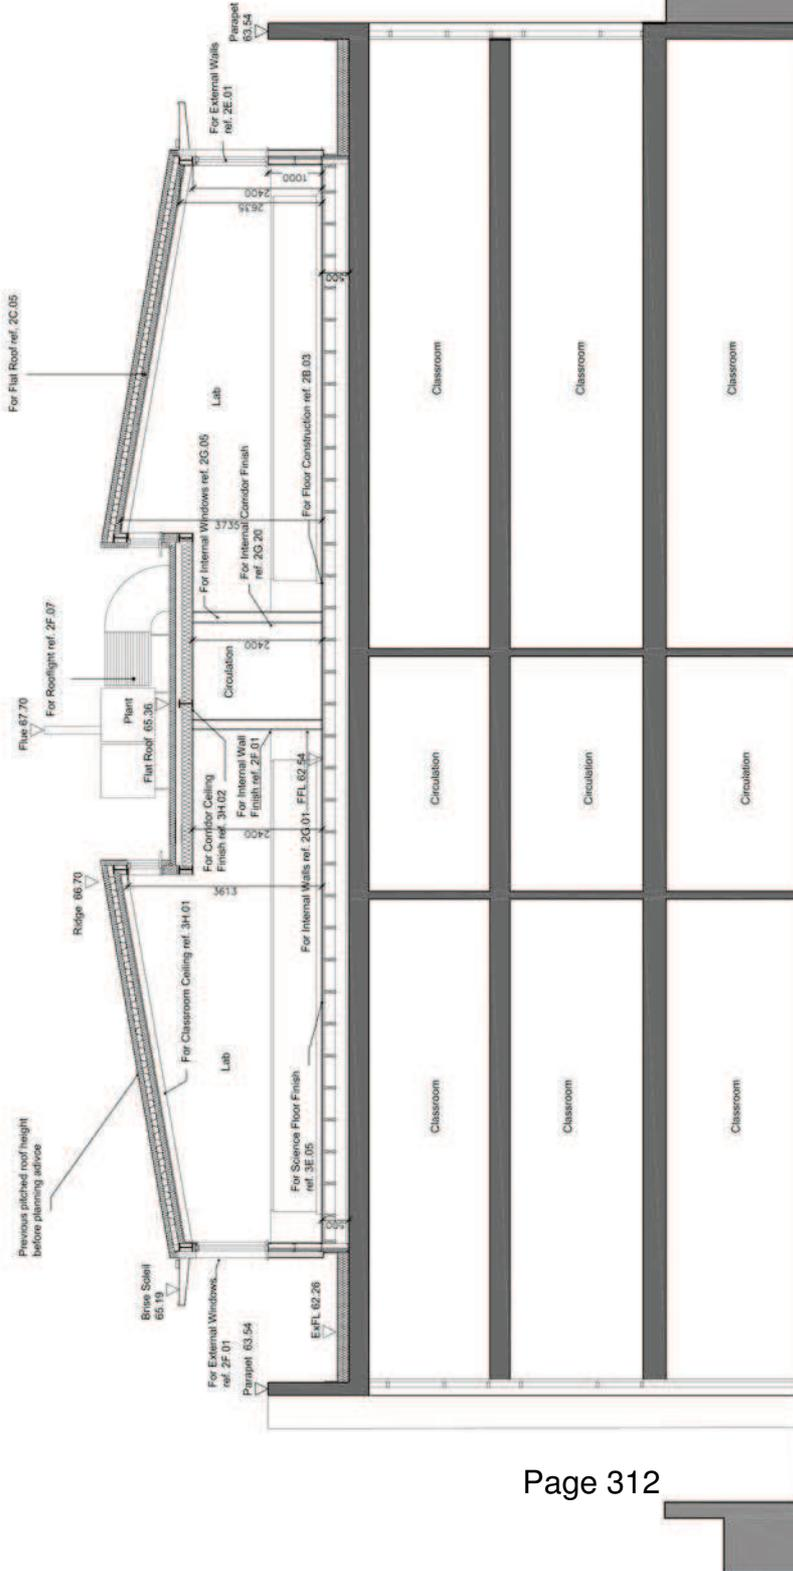 Previous pitched roof height
before planning adivoe
Ridge 66.70
Flue 67.70
For Rooflight ref. 2F.07
Plant
Flat Roof 65.36
For Flat Roof ref. 2C.05
Brise Soleil
65.19
For External Windows
ref. 2F.01
Parapet 63.54
ExFL 62.26
For Classroom Ceiling ref. 3H.01
Lab
For Science Floor Finish
ref. 3E.05
500
3613
2400
For Corridor Ceiling
Finish ref. 3H.02
For Internal Wall
Finish ref. 2F.01
For Internal Walls ref. 2G.01
FFL 62.54
Circulation
2400
For Internal Windows ref. 2G.05
For Internal Corridor Finish
ref. 2G.20
3735
Lab
For Floor Construction ref. 2B.03
500
2635
2400
1000
For External Walls
ref. 2E.01
Parapet
63.54
Classroom
Circulation
Classroom
Classroom
Circulation
Classroom
Classroom
Circulation
Classroom
Page 312